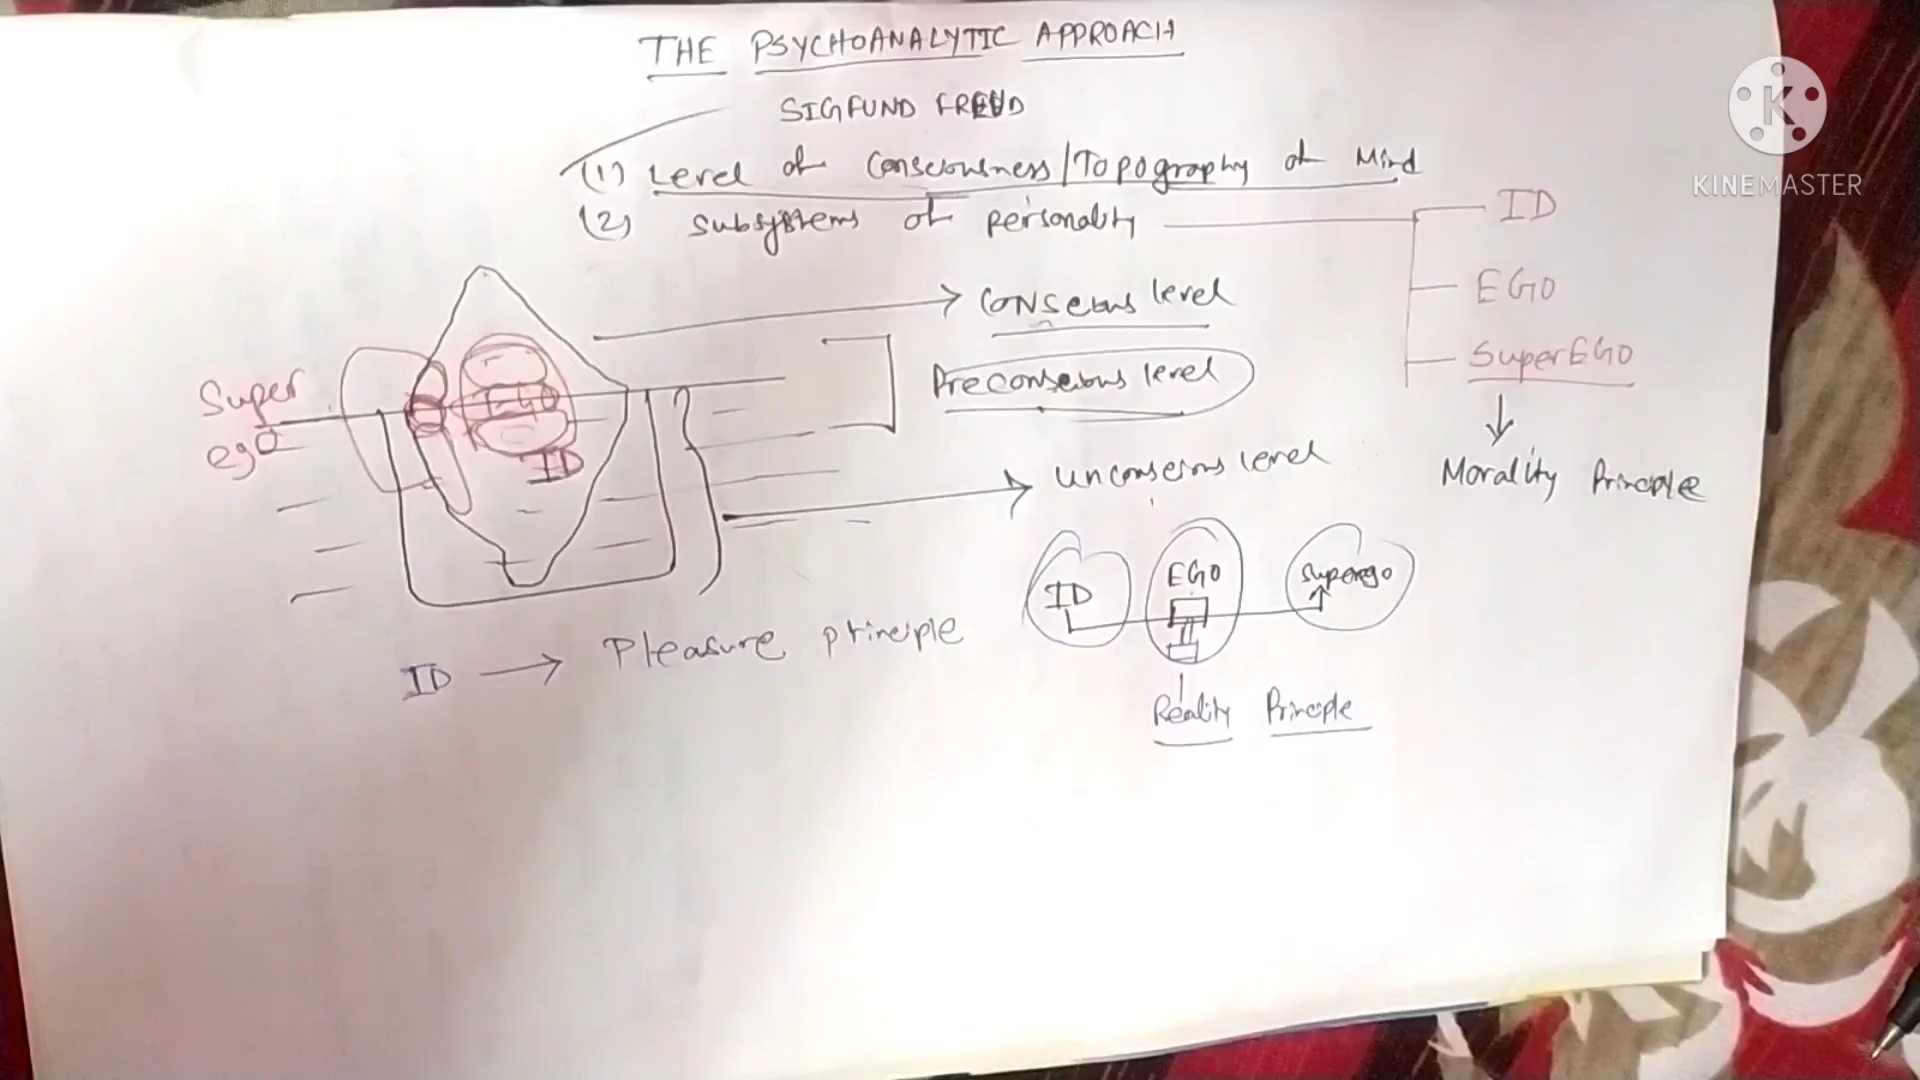 THE PSYCHOANALYTIC APPROACH
SIGFUND FREUD
(1) Level of Consciousness/Topography of Mind
(2) Subsystems of personality
ID
EGO
SuperEGO
Morality Principle
Conscious level
Preconscious level
unconscious level
Super
ego
EGO
ID
ID EGO Superego
ID → Pleasure principle
Reality Principle
K
KINEMASTER